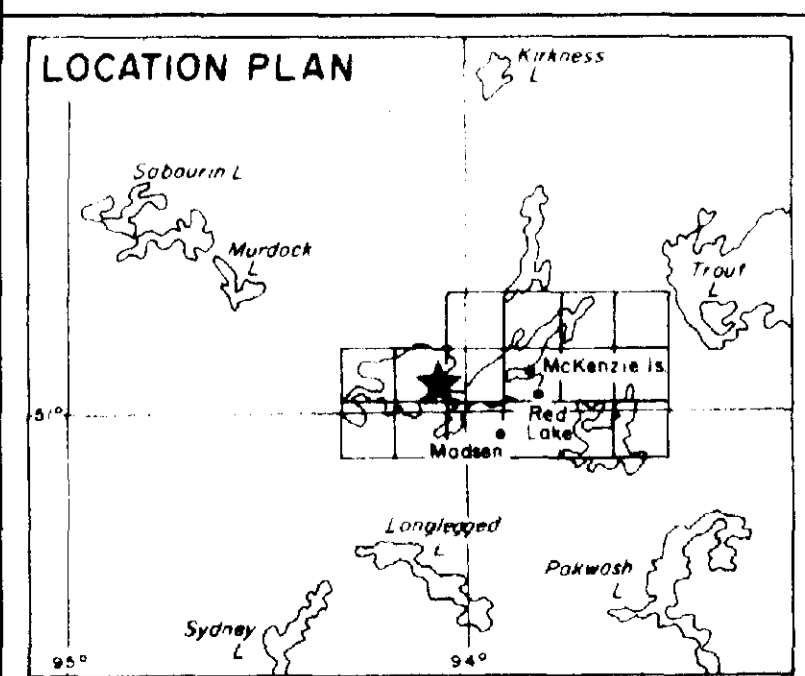 LOCATION PLAN
Kirkness
L
Sabourin L
Murdock
L
Trout
L
McKenzie Is.
51°
Red
Lake
Madsen
Longlegged
L
Pakwash
L
Sydney
L
95°
94°